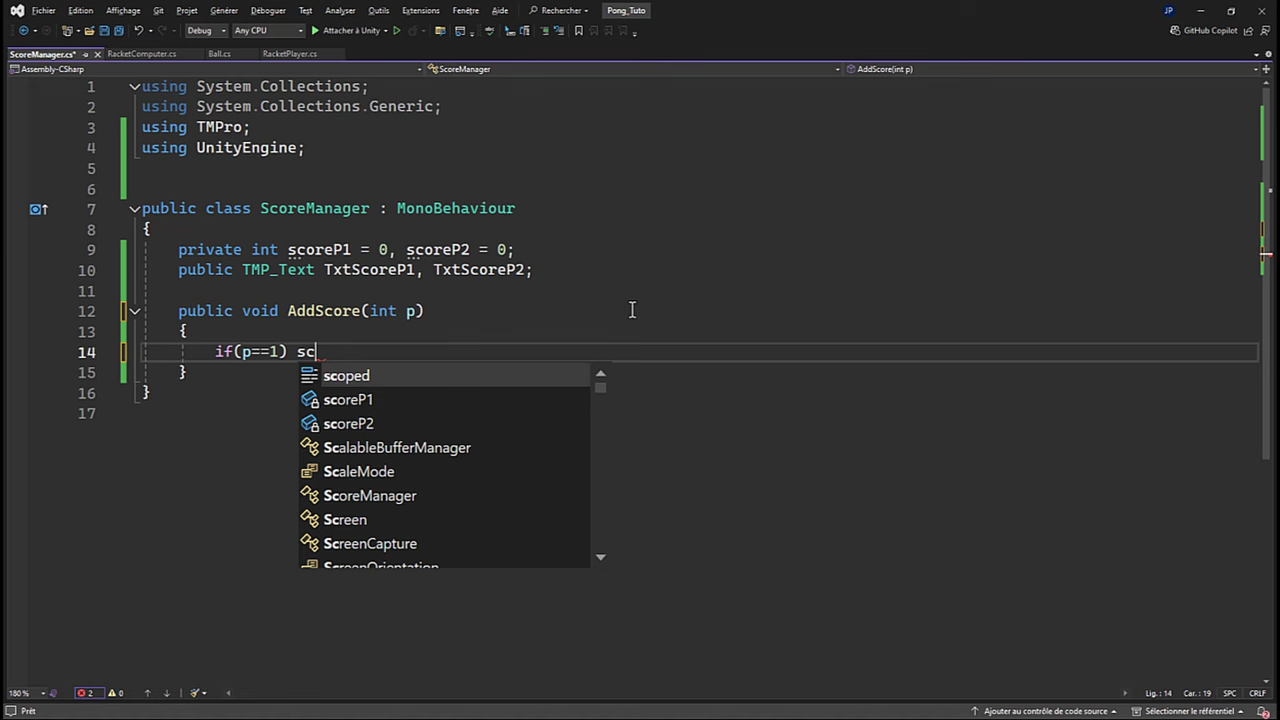 Fichier Edition Affichage Git Projet Générer Déboguer Test Analyser Outils Extensions Fenêtre Aide Rechercher Pong_Tuto JP
Debug Any CPU Attacher à Unity GitHub Copilot
ScoreManager.cs* RacketComputer.cs Ball.cs RacketPlayer.cs
Assembly-CSharp ScoreManager AddScore(int p)
1 using System.Collections;
2 using System.Collections.Generic;
3 using TMPro;
4 using UnityEngine;
5
6
7 public class ScoreManager : MonoBehaviour
8 {
9 private int scoreP1 = 0, scoreP2 = 0;
10 public TMP_Text TxtScoreP1, TxtScoreP2;
11
12 public void AddScore(int p)
13 {
14 if(p==1) sc
15 }
16 }
17
scoped
scoreP1
scoreP2
ScalableBufferManager
ScaleMode
ScoreManager
Screen
ScreenCapture
ScreenOrientation
180 % 2 0 Lig. : 14 Car. : 19 SPC CRLF
Prêt Ajouter au contrôle de code source Sélectionner le référentiel 2